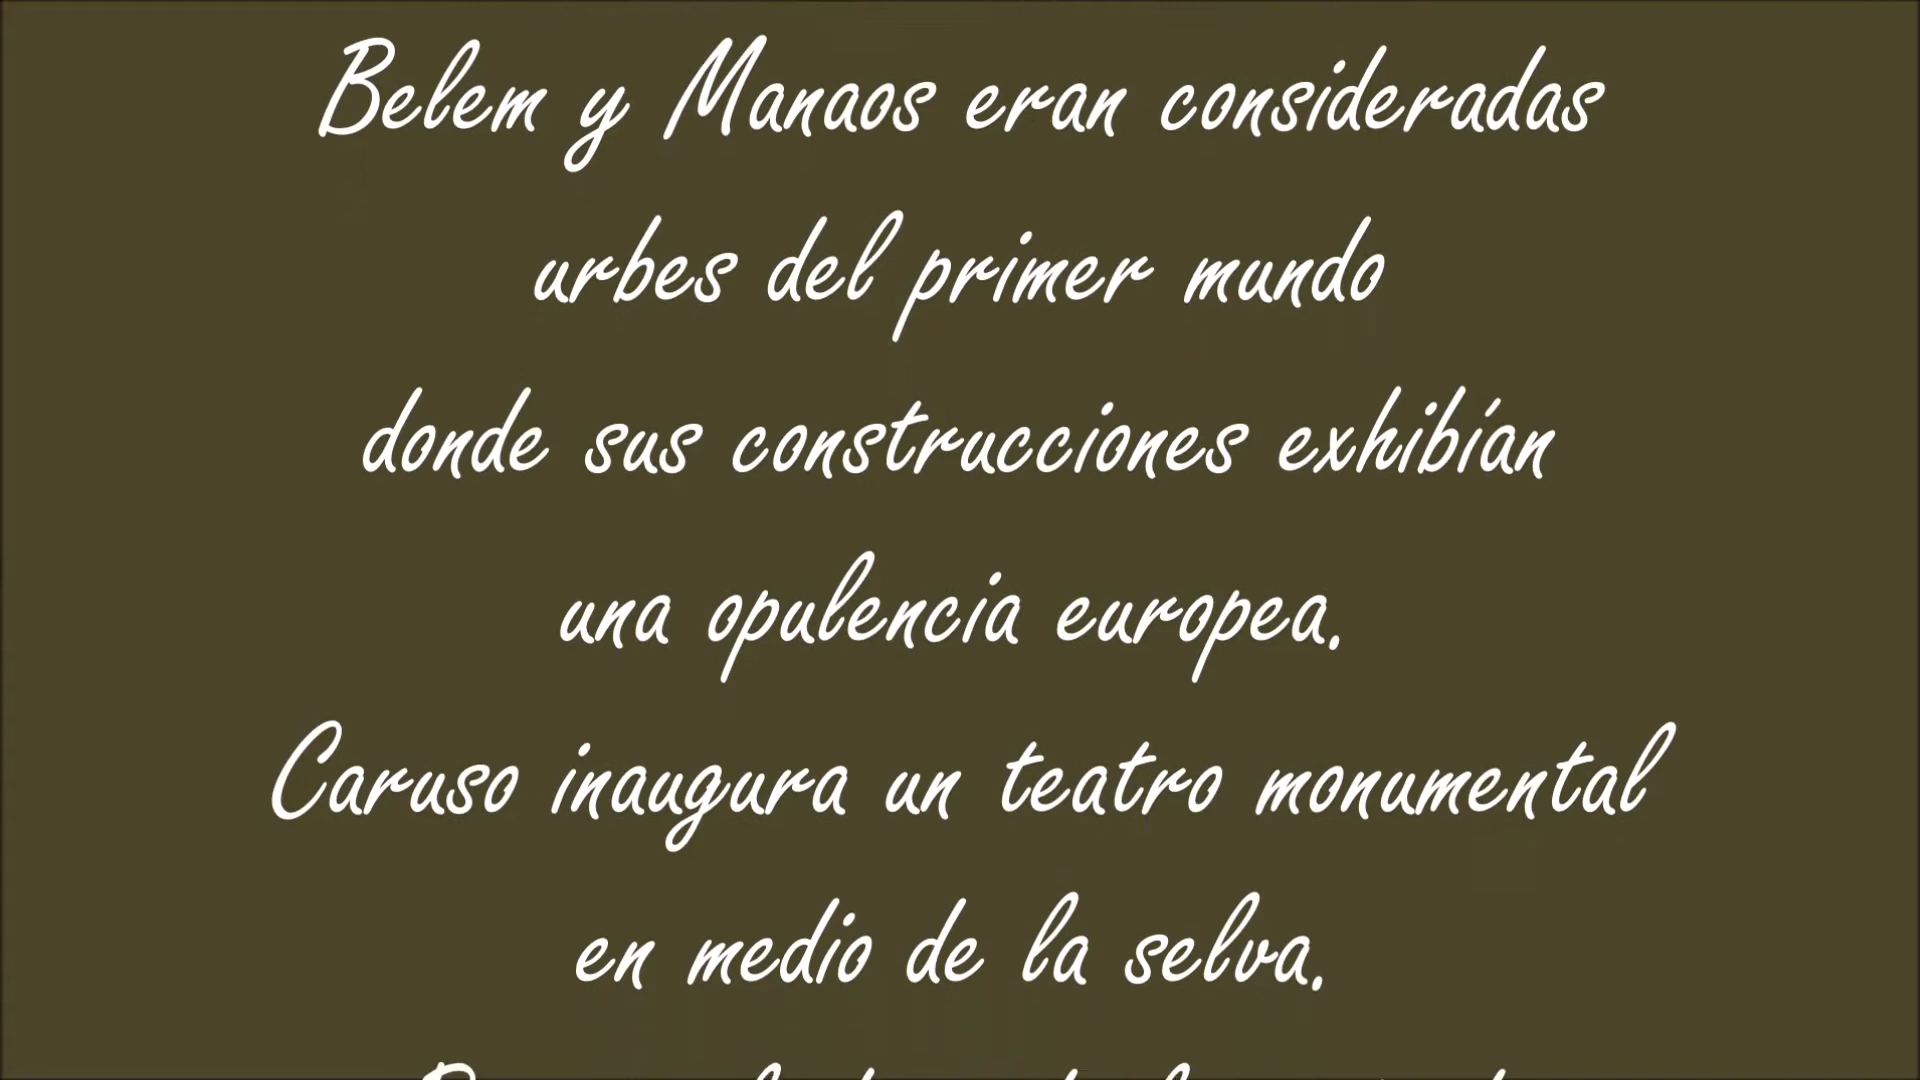 Belem y Manaos eran consideradas
urbes del primer mundo
donde sus construcciones exhibían
una opulencia europea.
Caruso inaugura un teatro monumental
en medio de la selva.